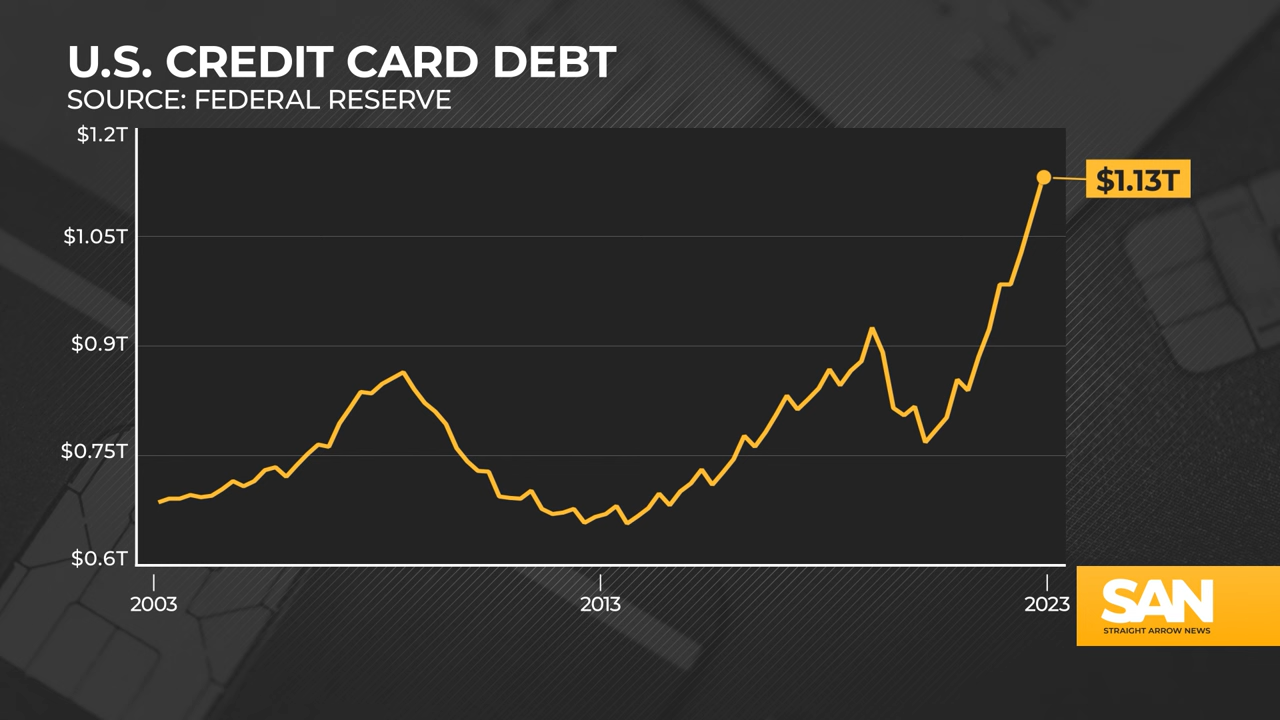 U.S. CREDIT CARD DEBT
SOURCE: FEDERAL RESERVE
$1.2T
$1.13T
$1.05T
$0.9T
$0.75T
$0.6T
2003
2013
2023
SAN
STRAIGHT ARROW NEWS